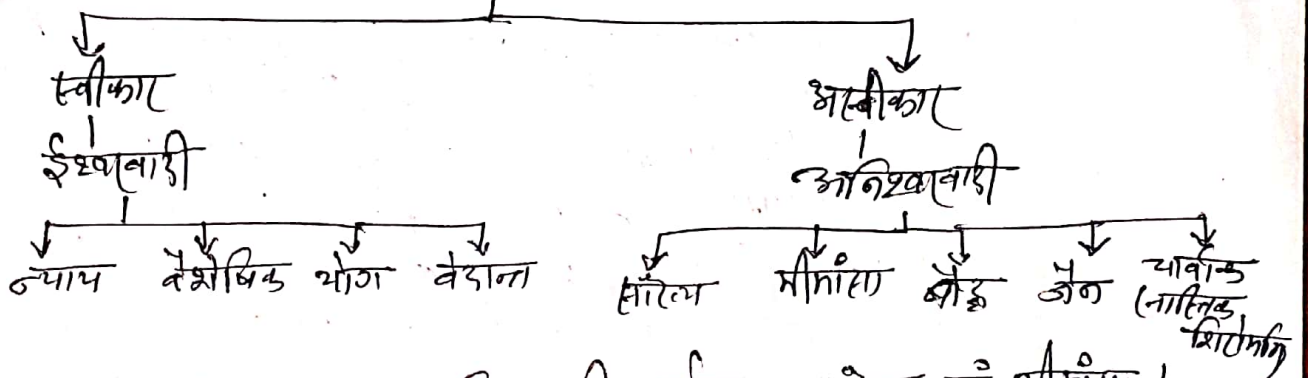 स्वीकार अस्वीकार
ईश्वरवादी अनिश्वरवादी
न्याय वैशेषिक योग वेदान्त सांख्य मीमांसा बौद्ध जैन चार्वाक
(नास्तिक
शिरोमणि)
मीमांसा